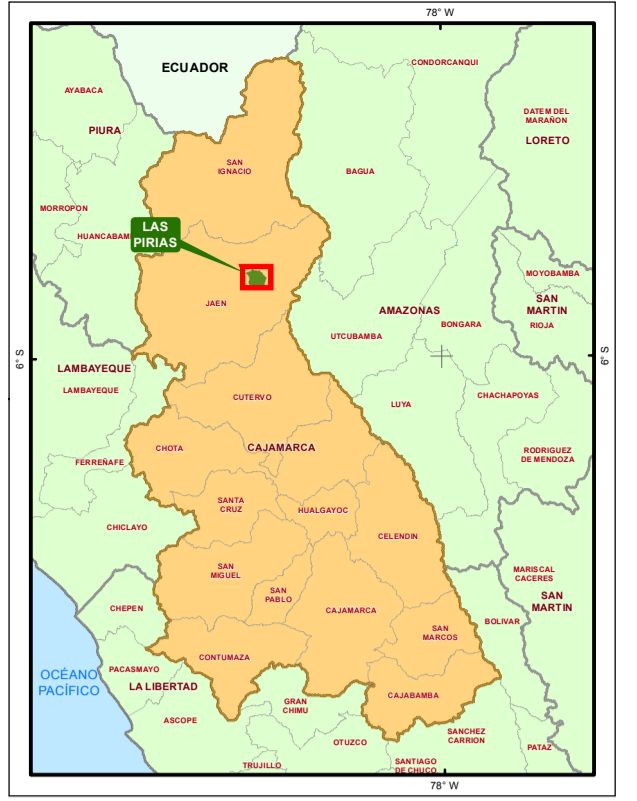 78° W
ECUADOR
CONDORCANQUI
AYABACA
DATEM DEL
MARAÑON
PIURA
LORETO
SAN
IGNACIO
BAGUA
MORROPON
LAS
PIRIAS
HUANCABAM
MOYOBAMBA
JAEN
SAN
MARTIN
AMAZONAS
BONGARA
RIOJA
UTCUBAMBA
6° S
6° S
LAMBAYEQUE
LAMBAYEQUE
CUTERVO
CHACHAPOYAS
LUYA
CHOTA
CAJAMARCA
RODRIGUEZ
DE MENDOZA
FERREÑAFE
SANTA
CRUZ
HUALGAYOC
CHICLAYO
CELENDIN
SAN
MIGUEL
MARISCAL
CACERES
SAN
PABLO
SAN
MARTIN
CHEPEN
CAJAMARCA
BOLIVAR
SAN
MARCOS
CONTUMAZA
PACASMAYO
OCÉANO
PACÍFICO
LA LIBERTAD
CAJABAMBA
GRAN
CHIMU
ASCOPE
SANCHEZ
CARRION
OTUZCO
PATAZ
TRUJILLO
SANTIAGO
DE CHUCO
78° W